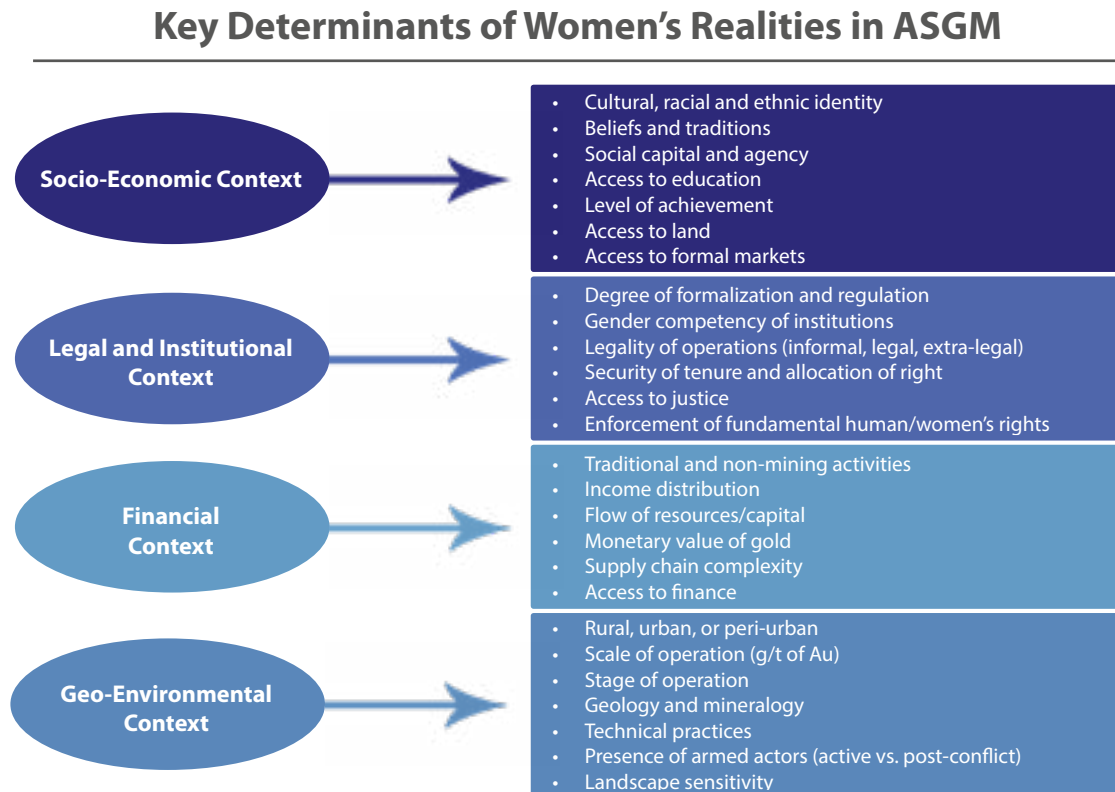 Key Determinants of Women's Realities in ASGM
Socio-Economic Context
• Cultural, racial and ethnic identity
• Beliefs and traditions
• Social capital and agency
• Access to education
• Level of achievement
• Access to land
• Access to formal markets
Legal and Institutional
Context
• Degree of formalization and regulation
• Gender competency of institutions
• Legality of operations (informal, legal, extra-legal)
• Security of tenure and allocation of right
• Access to justice
• Enforcement of fundamental human/women's rights
Financial
Context
• Traditional and non-mining activities
• Income distribution
• Flow of resources/capital
• Monetary value of gold
• Supply chain complexity
• Access to finance
Geo-Environmental
Context
• Rural, urban, or peri-urban
• Scale of operation (g/t of Au)
• Stage of operation
• Geology and mineralogy
• Technical practices
• Presence of armed actors (active vs. post-conflict)
• Landscape sensitivity